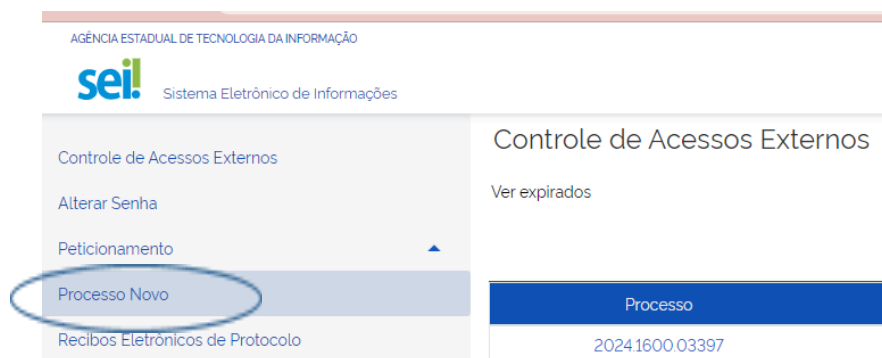 AGÊNCIA ESTADUAL DE TECNOLOGIA DA INFORMAÇÃO
sei!
Sistema Eletrônico de Informações
Controle de Acessos Externos
Alterar Senha
Peticionamento
Processo Novo
Recibos Eletrônicos de Protocolo
Controle de Acessos Externos
Ver expirados
Processo
2024.1600.03397